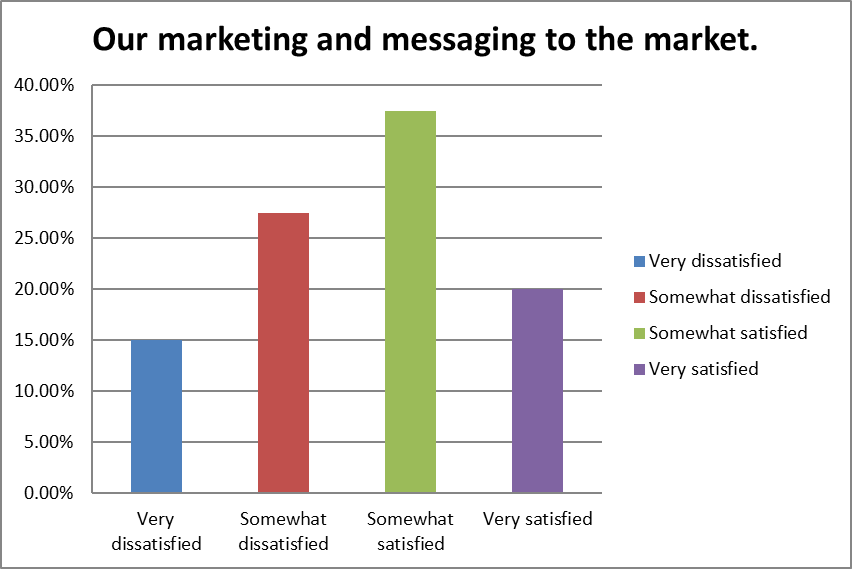 Our marketing and messaging to the market.
40.00%
35.00%
30.00%
25.00%
20.00%
15.00%
10.00%
5.00%
0.00%
Very
dissatisfied
Somewhat
dissatisfied
Somewhat
satisfied
Very satisfied
Very dissatisfied
Somewhat dissatisfied
Somewhat satisfied
Very satisfied